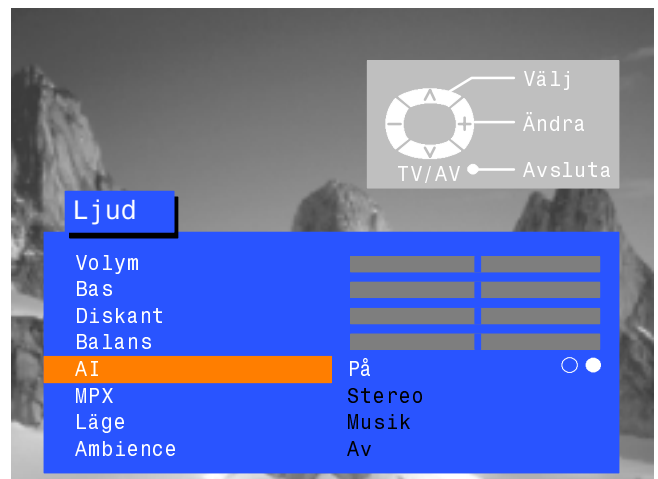 Välj
Ändra
TV/AV Avsluta
Ljud
Volym
Bas
Diskant
Balans
AI På
MPX Stereo
Läge Musik
Ambience Av